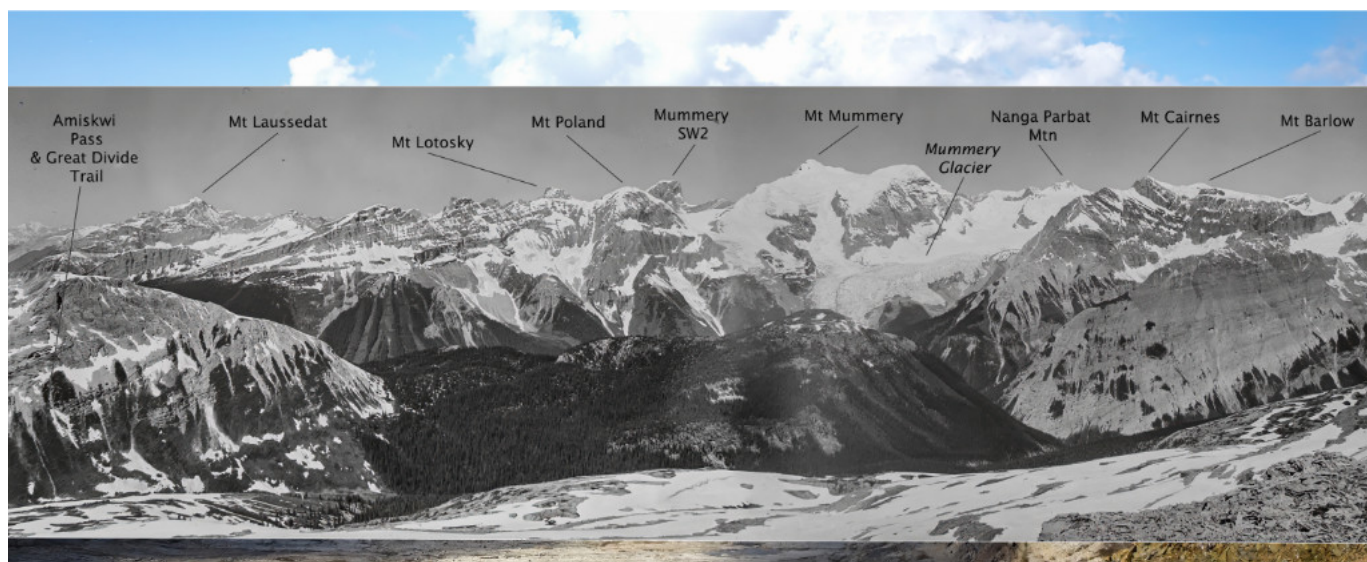 Amiskwi
Pass
& Great Divide
Trail
Mt Laussedat
Mt Lotosky
Mt Poland
Mummery
SW2
Mt Mummery
Mummery
Glacier
Nanga Parbat
Mtn
Mt Cairnes
Mt Barlow